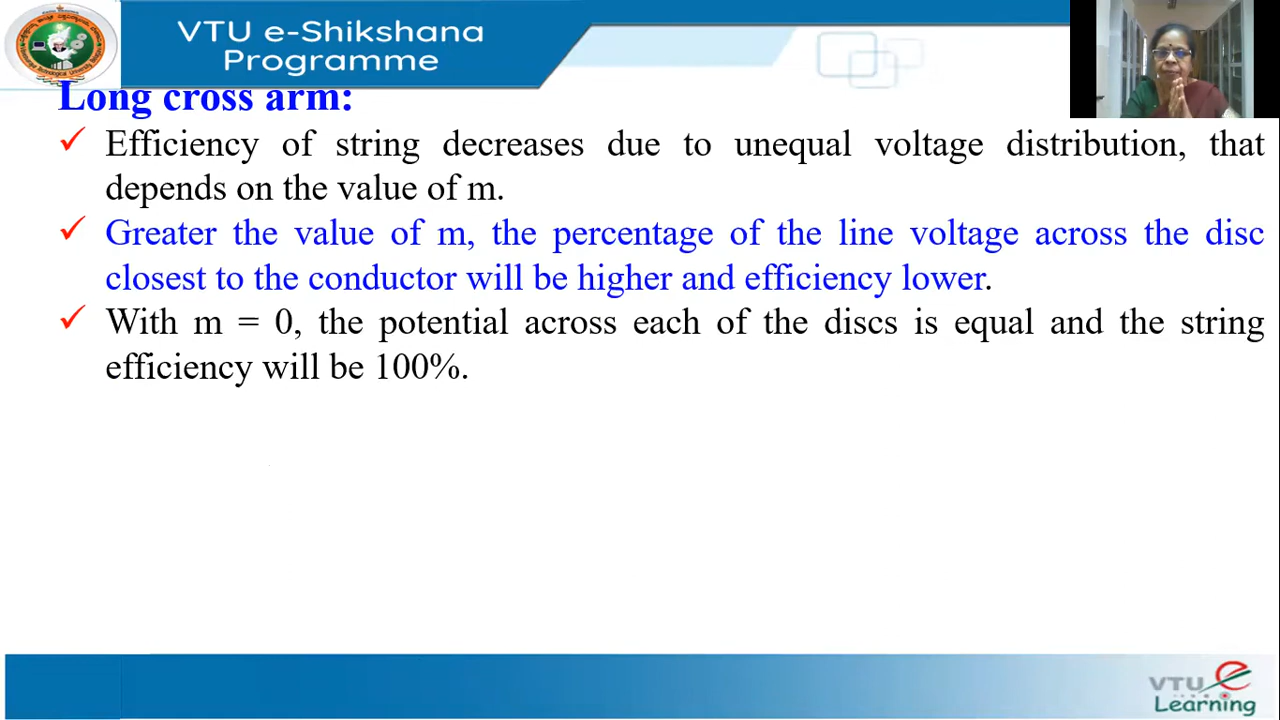 VTU e-Shikshana
Programme
Long cross arm:
✓ Efficiency of string decreases due to unequal voltage distribution, that
depends on the value of m.
✓ Greater the value of m, the percentage of the line voltage across the disc
closest to the conductor will be higher and efficiency lower.
✓ With m = 0, the potential across each of the discs is equal and the string
efficiency will be 100%.
VTU e
Learning